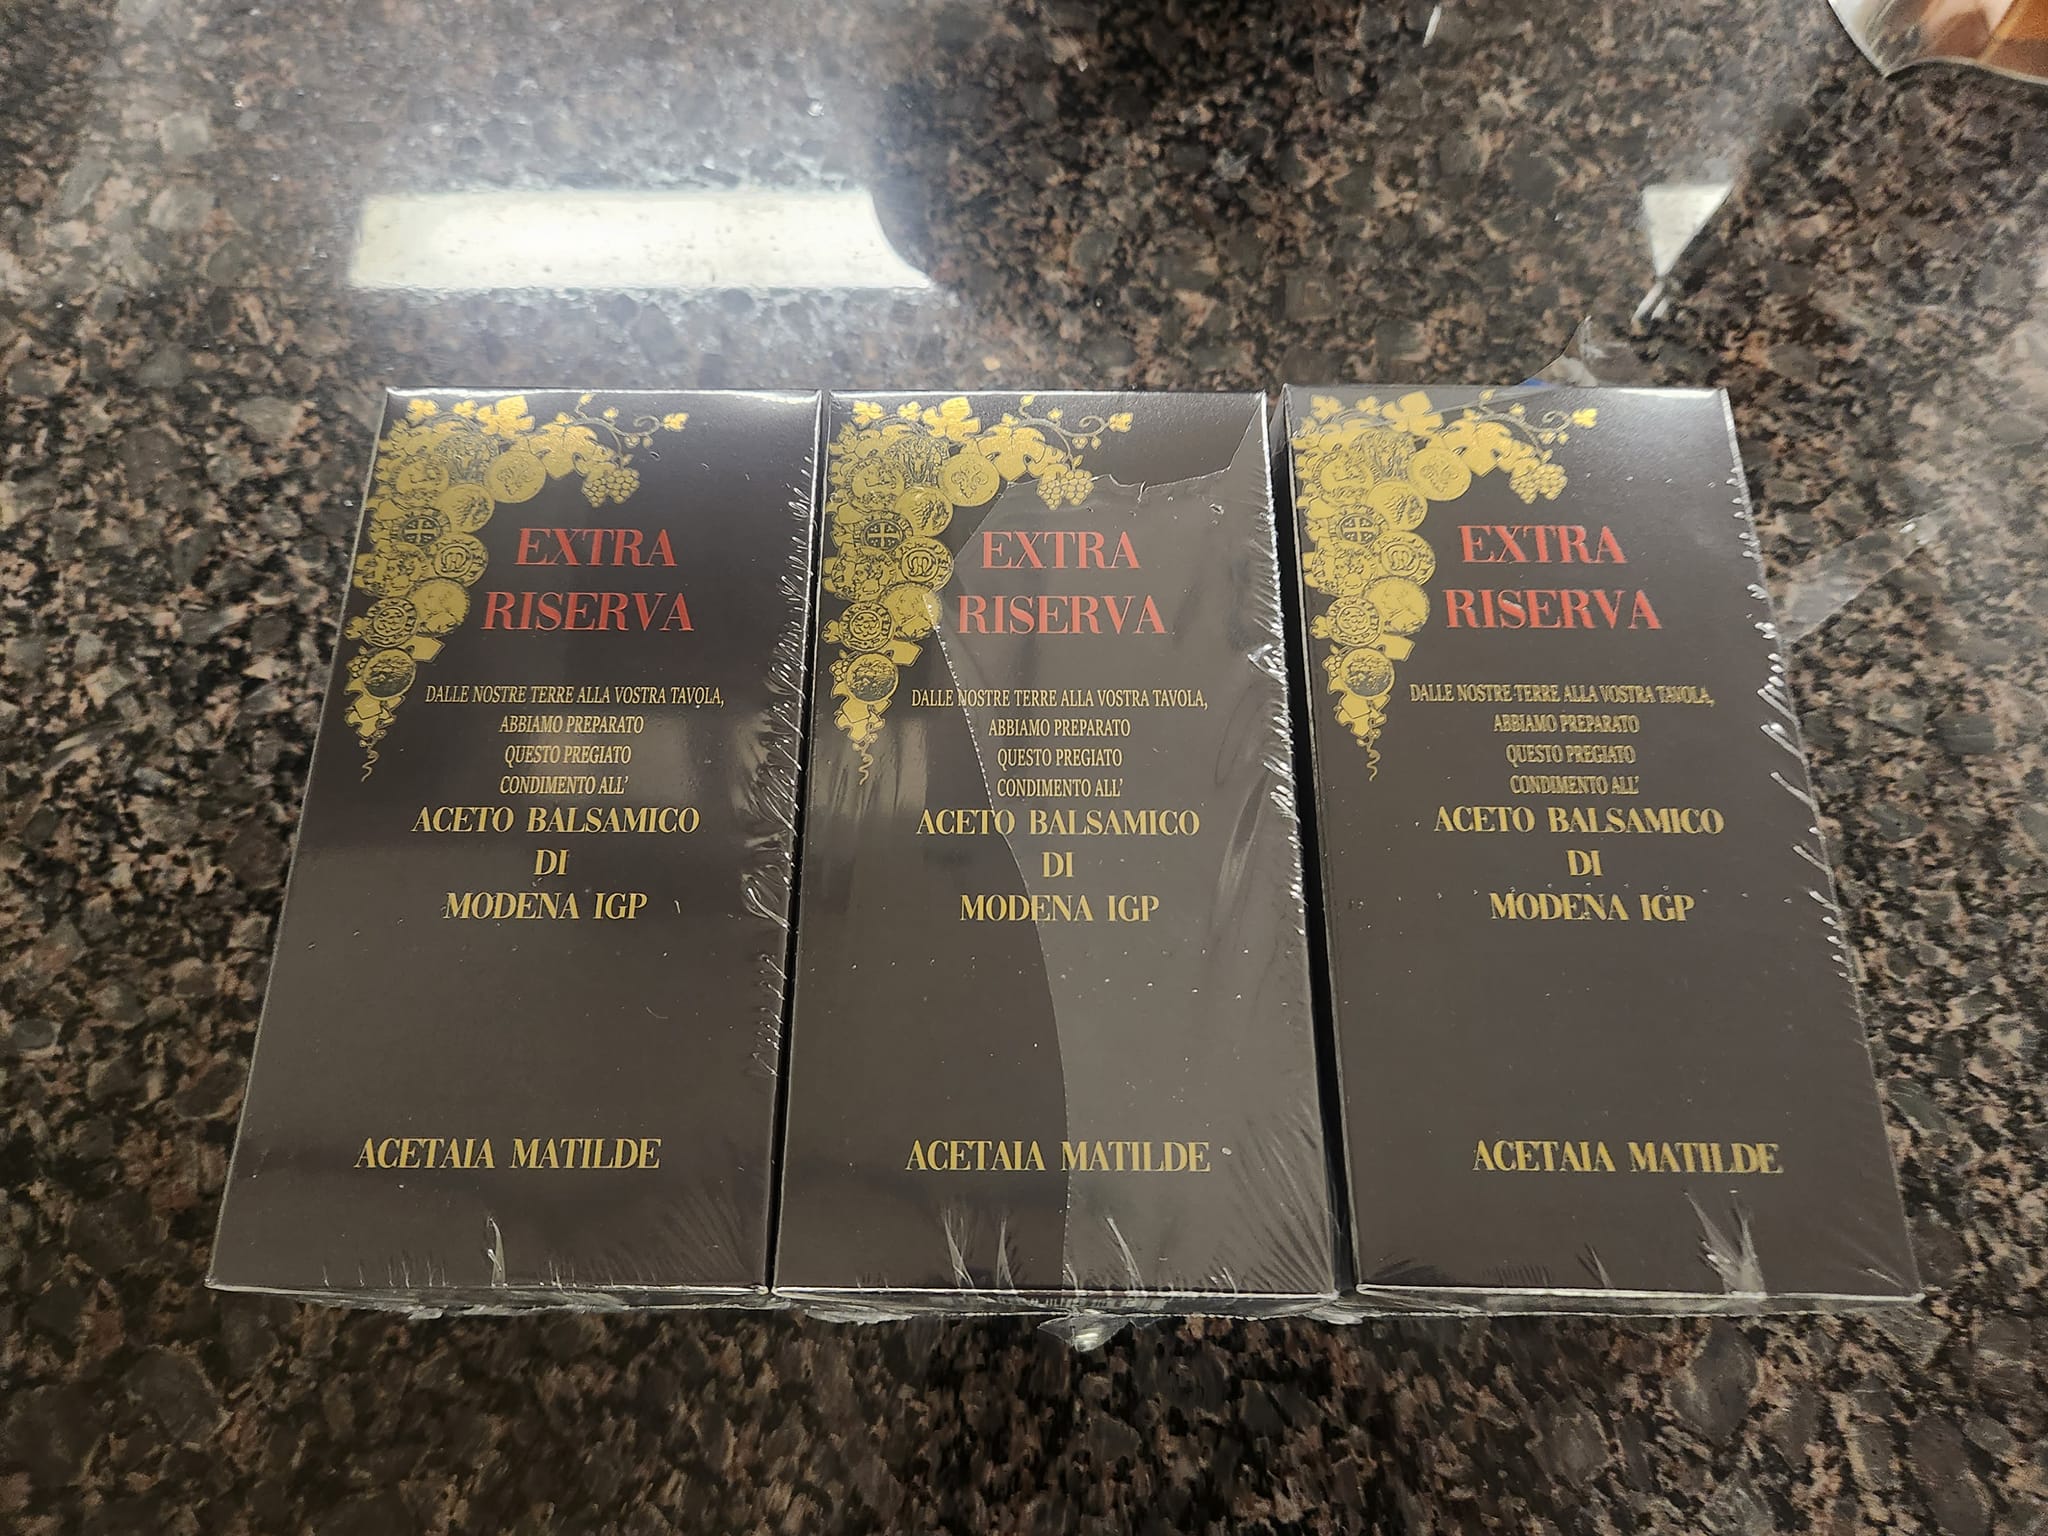 EXTRA
RISERVA
DALLE NOSTRE TERRE ALLA VOSTRA TAVOLA,
ABBIAMO PREPARATO
QUESTO PREGIATO
CONDIMENTO ALL'
ACETO BALSAMICO
DI
MODENA IGP
ACETAIA MATILDE
EXTRA
RISERVA
DALLE NOSTRE TERRE ALLA VOSTRA TAVOLA,
ABBIAMO PREPARATO
QUESTO PREGIATO
CONDIMENTO ALL'
ACETO BALSAMICO
DI
MODENA IGP
ACETAIA MATILDE
EXTRA
RISERVA
DALLE NOSTRE TERRE ALLA VOSTRA TAVOLA,
ABBIAMO PREPARATO
QUESTO PREGIATO
CONDIMENTO ALL'
ACETO BALSAMICO
DI
MODENA IGP
ACETAIA MATILDE